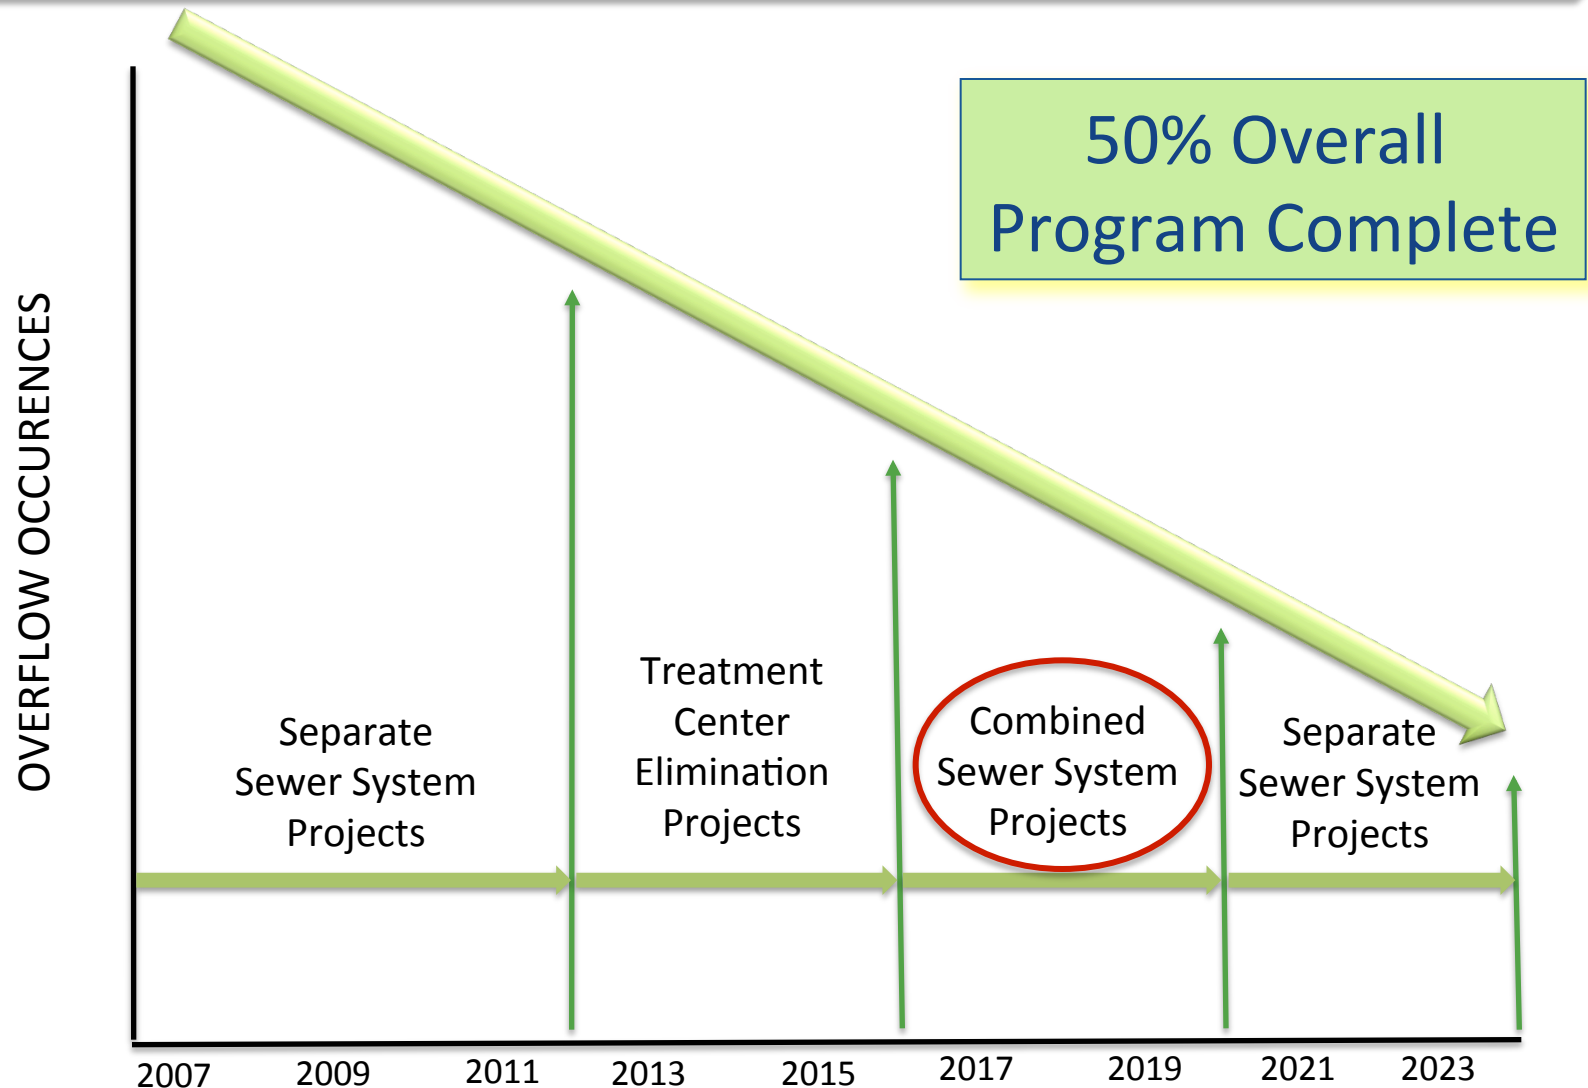 50% Overall
Program Complete
OVERFLOW OCCURENCES
Separate
Sewer System
Projects
Treatment
Center
Elimination
Projects
Combined
Sewer System
Projects
Separate
Sewer System
Projects
2007 2009 2011 2013 2015 2017 2019 2021 2023